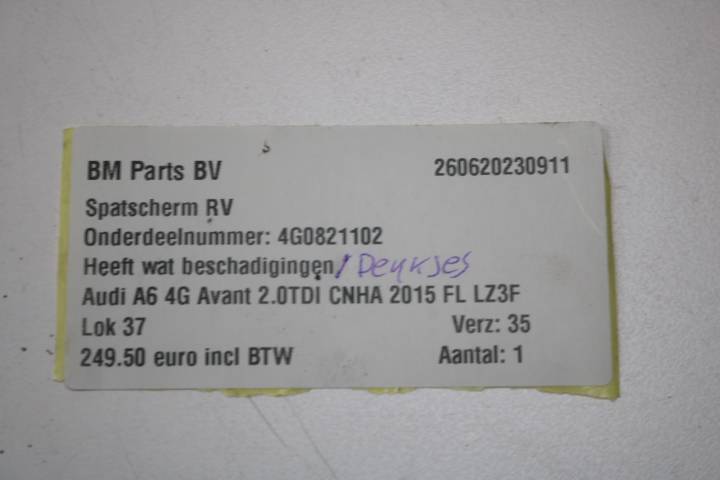 BM Parts BV 260620230911
Spatscherm RV
Onderdeelnummer: 4G0821102
Heeft wat beschadigingen / Deukjes
Audi A6 4G Avant 2.0TDI CNHA 2015 FL LZ3F
Lok 37 Verz: 35
249.50 euro incl BTW Aantal: 1